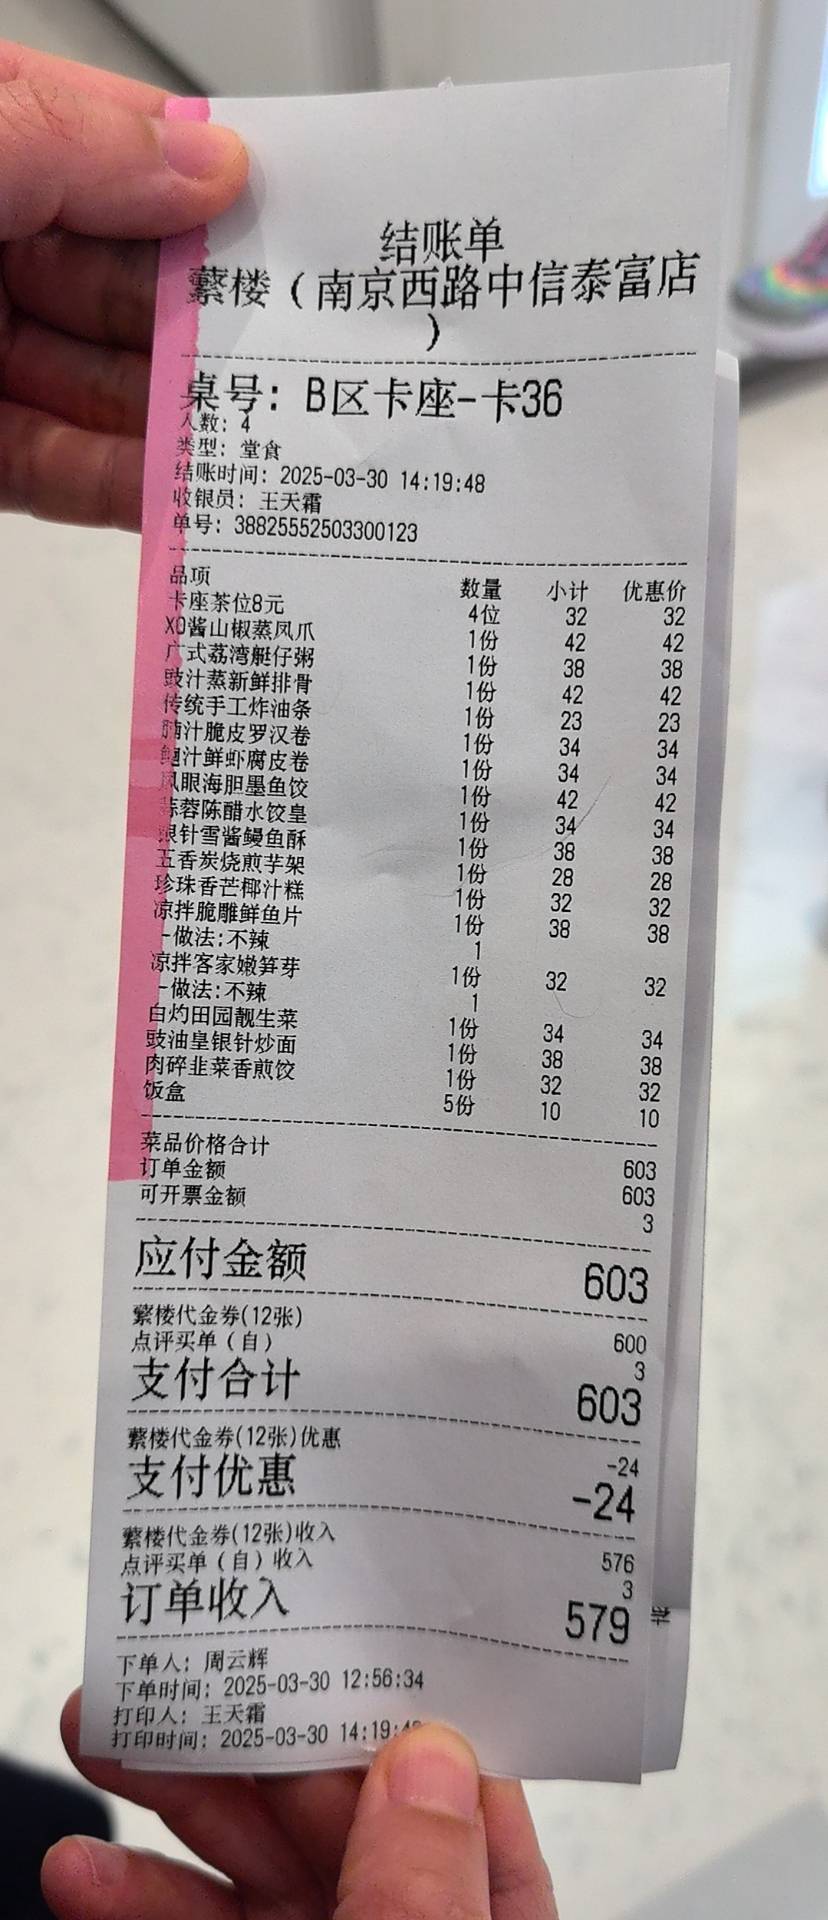 结账单
蘩楼（南京西路中信泰富店
）
桌号: B区卡座-卡36
人数: 4
类型: 堂食
结账时间: 2025-03-30 14:19:48
收银员: 王天霜
单号: 38825552503300123
品项 数量 小计 优惠价
卡座茶位8元 4位 32 32
XO酱山椒蒸凤爪 1份 42 42
广式荔湾艇仔粥 1份 38 38
豉汁蒸新鲜排骨 1份 42 42
传统手工炸油条 1份 23 23
腩汁脆皮罗汉卷 1份 34 34
鲍汁鲜虾腐皮卷 1份 34 34
凤眼海胆墨鱼饺 1份 42 42
蒜蓉陈醋水饺皇 1份 34 34
银针雪酱鳗鱼酥 1份 38 38
五香炭烧煎芋架 1份 28 28
珍珠香芒椰汁糕 1份 32 32
凉拌脆雕鲜鱼片 1份 38 38
-做法:不辣 1
凉拌客家嫩笋芽 1份 32 32
-做法:不辣 1
白灼田园靓生菜 1份 34 34
豉油皇银针炒面 1份 38 38
肉碎韭菜香煎饺 1份 32 32
饭盒 5份 10 10
菜品价格合计 603
订单金额 603
可开票金额 3
应付金额 603
蘩楼代金券(12张) 600
点评买单（自） 3
支付合计 603
蘩楼代金券(12张)优惠 -24
支付优惠 -24
蘩楼代金券(12张)收入 576
点评买单（自）收入 3
订单收入 579
下单人: 周云辉
下单时间: 2025-03-30 12:56:34
打印人: 王天霜
打印时间: 2025-03-30 14:19: